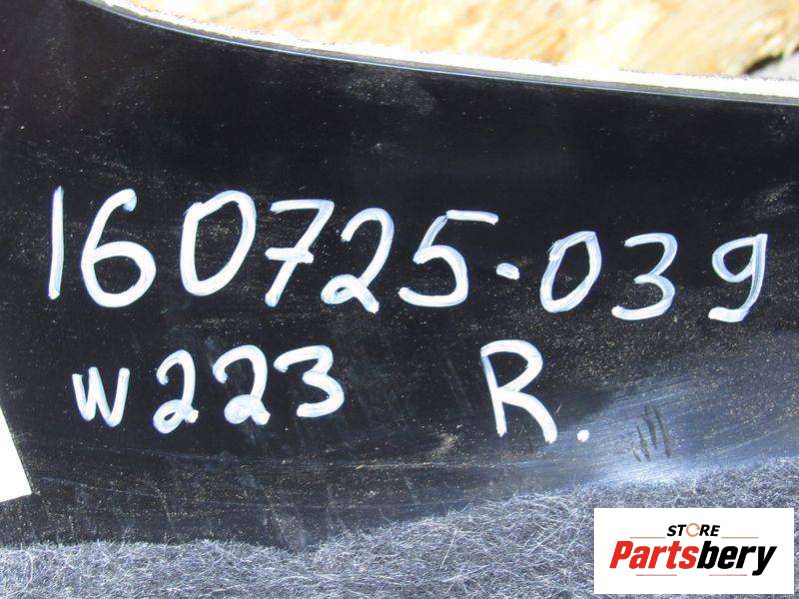 160725-039
W223 R.
STORE
Partsbery